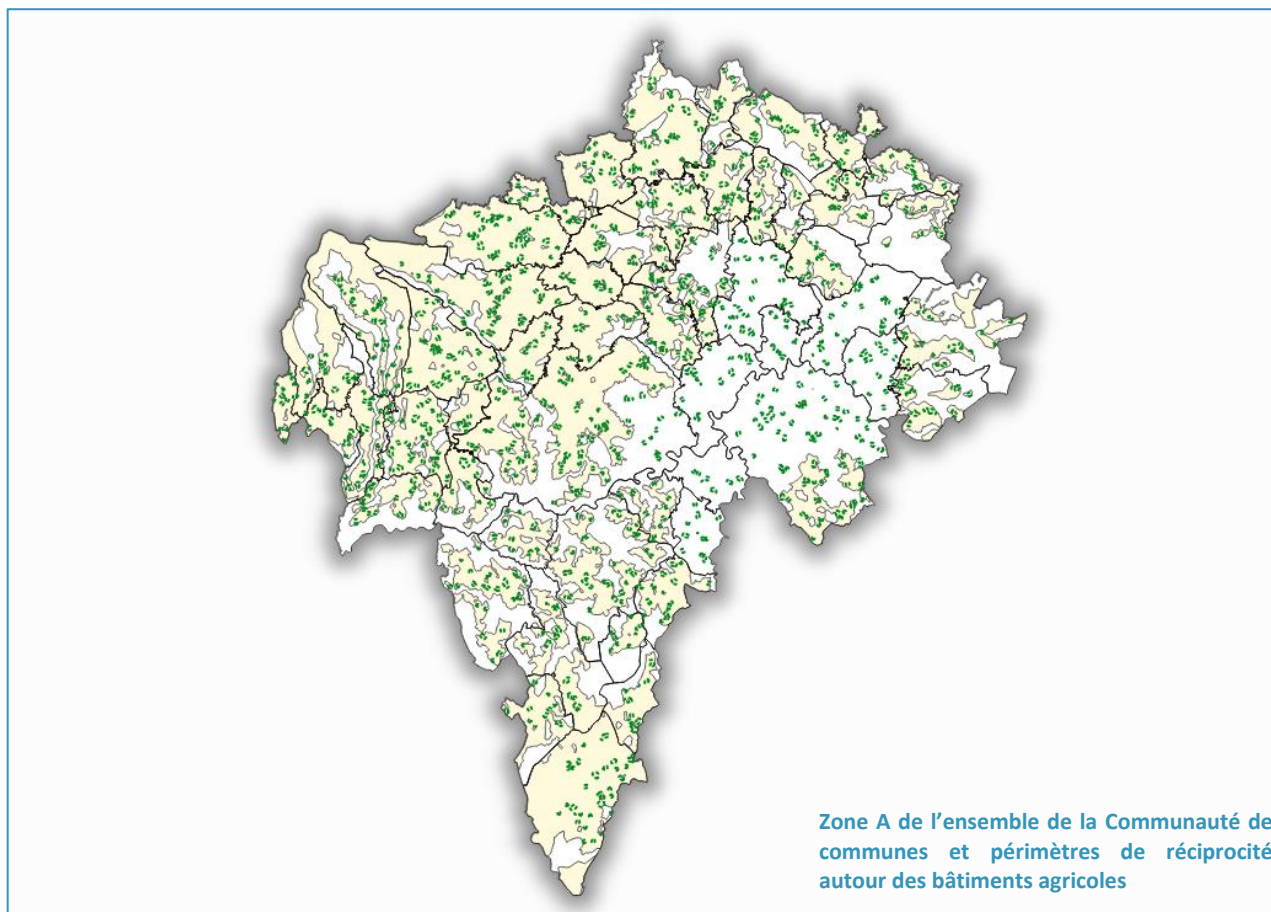 Zone A de l’ensemble de la Communauté de
communes et périmètres de réciprocité
autour des bâtiments agricoles